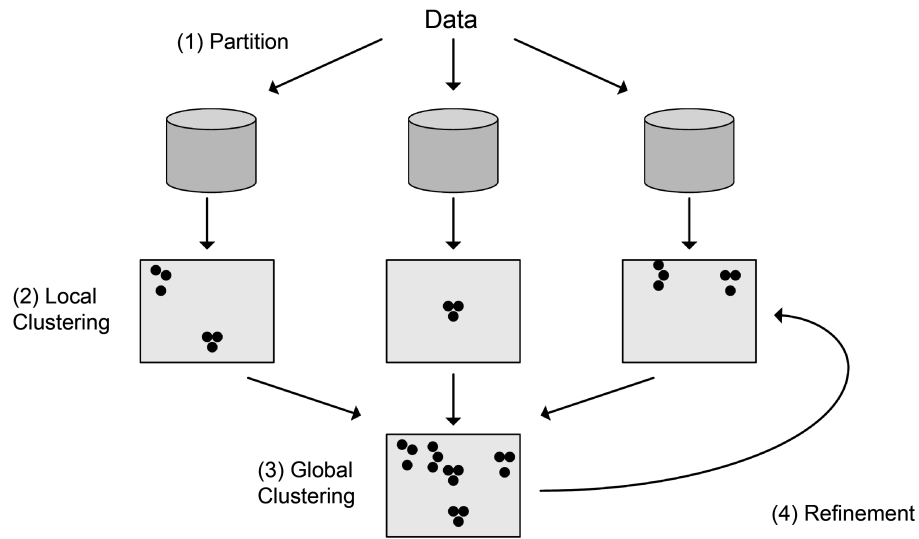 Data
(1) Partition
(2) Local
Clustering
(3) Global
Clustering
(4) Refinement